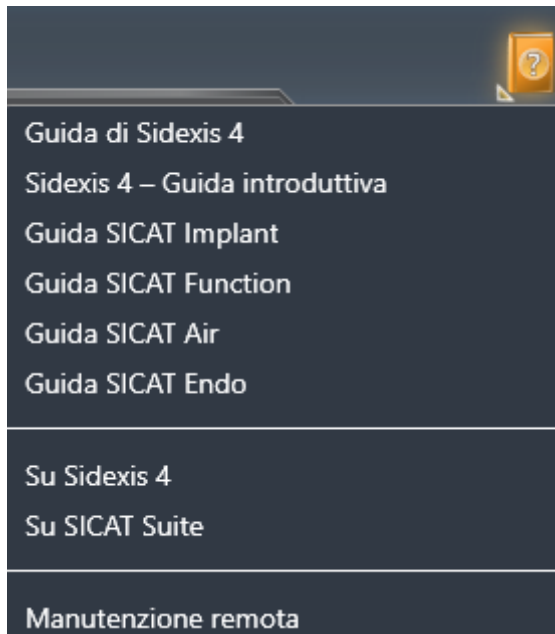 ?
Guida di Sidexis 4
Sidexis 4 – Guida introduttiva
Guida SICAT Implant
Guida SICAT Function
Guida SICAT Air
Guida SICAT Endo
Su Sidexis 4
Su SICAT Suite
Manutenzione remota